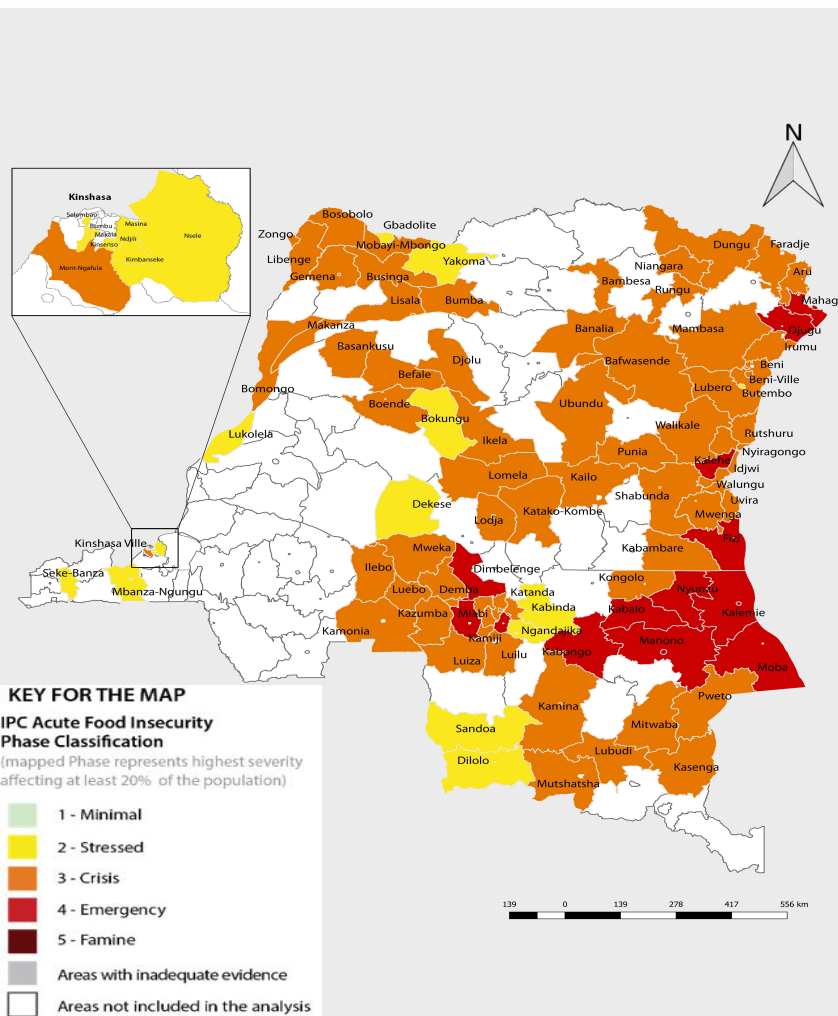 N
Kinshasa
Selembao
Bumbu
Masina
Makala
Ndjili
Nsele
Kinsenso
Kimbanseke
Mont-Ngafula
Bosobolo
Gbadolite
Zongo
Mobayi-Mbongo
Dungu
Faradje
Libenge
Yakoma
Niangara
Aru
Gemena
Businga
Bambesa
Rungu
Lisala
Bumba
Mahag
Makanza
Banalia
Mambasa
Djugu
Basankusu
Irumu
Djolu
Bafwasende
Beni
Befale
Beni-Ville
Bomongo
Lubero
Butembo
Boende
Ubundu
Bokungu
Walikale
Lukolela
Ikela
Rutshuru
Punia
Nyiragongo
Kalehe
Idjwi
Lomela
Kailo
Walungu
Dekese
Shabunda
Uvira
Lodja
Katako-Kombe
Mwenga
Kinshasa Ville
Mweka
Kabambare
Fizi
Seke-Banza
Ilebo
Dimbelenge
Kongolo
Mbanza-Ngungu
Luebo
Demba
Katanda
Nyunzu
Kazumba
Miabi
Kabinda
Kabalo
Kalemie
Kamonia
Kamiji
Ngandajika
Manono
Luiza
Luilu
Kabongo
Moba
Pweto
Kamina
Sandoa
Mitwaba
Lubudi
Dilolo
Kasenga
Mutshatsha
KEY FOR THE MAP
IPC Acute Food Insecurity
Phase Classification
(mapped Phase represents highest severity
affecting at least 20% of the population)
1 - Minimal
2 - Stressed
3 - Crisis
4 - Emergency
5 - Famine
Areas with inadequate evidence
Areas not included in the analysis
139 0 139 278 417 556 km